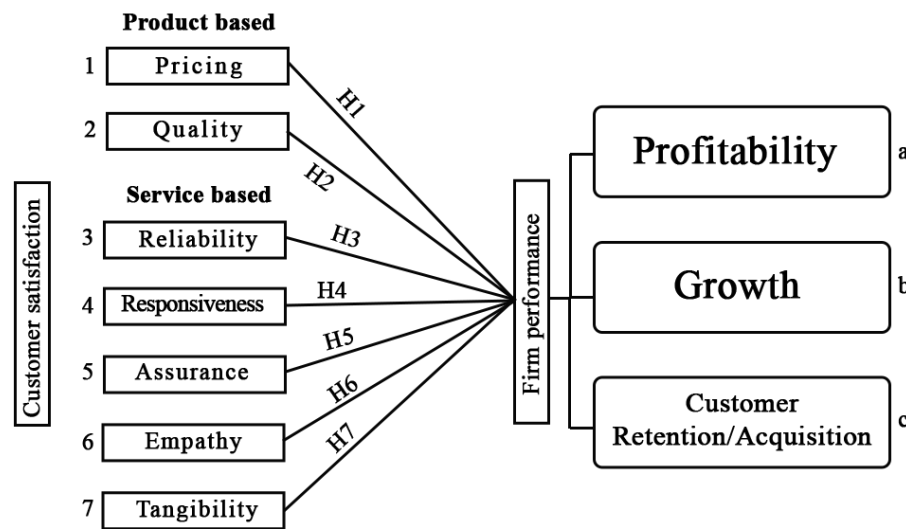 Product based
1 Pricing
2 Quality
Service based
3 Reliability
4 Responsiveness
5 Assurance
6 Empathy
7 Tangibility
Customer satisfaction
H1
H2
H3
H4
H5
H6
H7
Firm performance
Profitability a
Growth b
Customer
Retention/Acquisition c